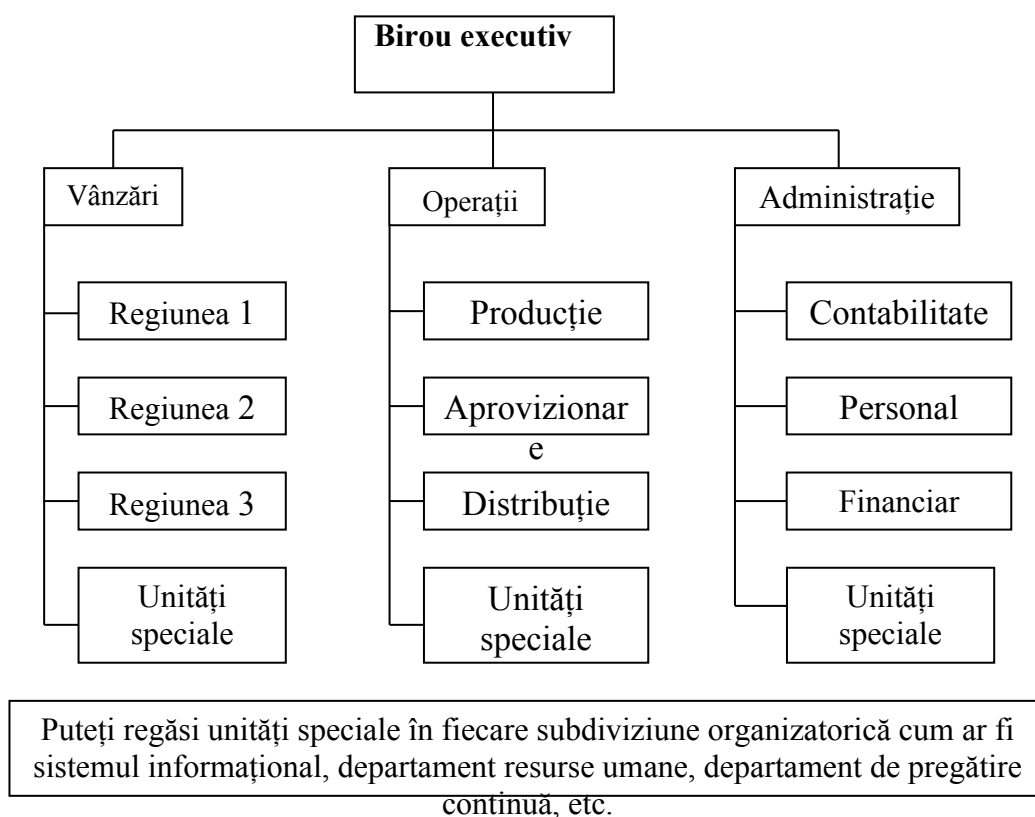 Birou executiv
Vânzări
Operații
Administrație
Regiunea 1
Producție
Contabilitate
Regiunea 2
Aprovizionar
e
Personal
Regiunea 3
Distribuție
Financiar
Unități
speciale
Unități
speciale
Unități
speciale
Puteți regăsi unități speciale în fiecare subdiviziune organizatorică cum ar fi
sistemul informațional, departament resurse umane, departament de pregătire
continuă, etc.